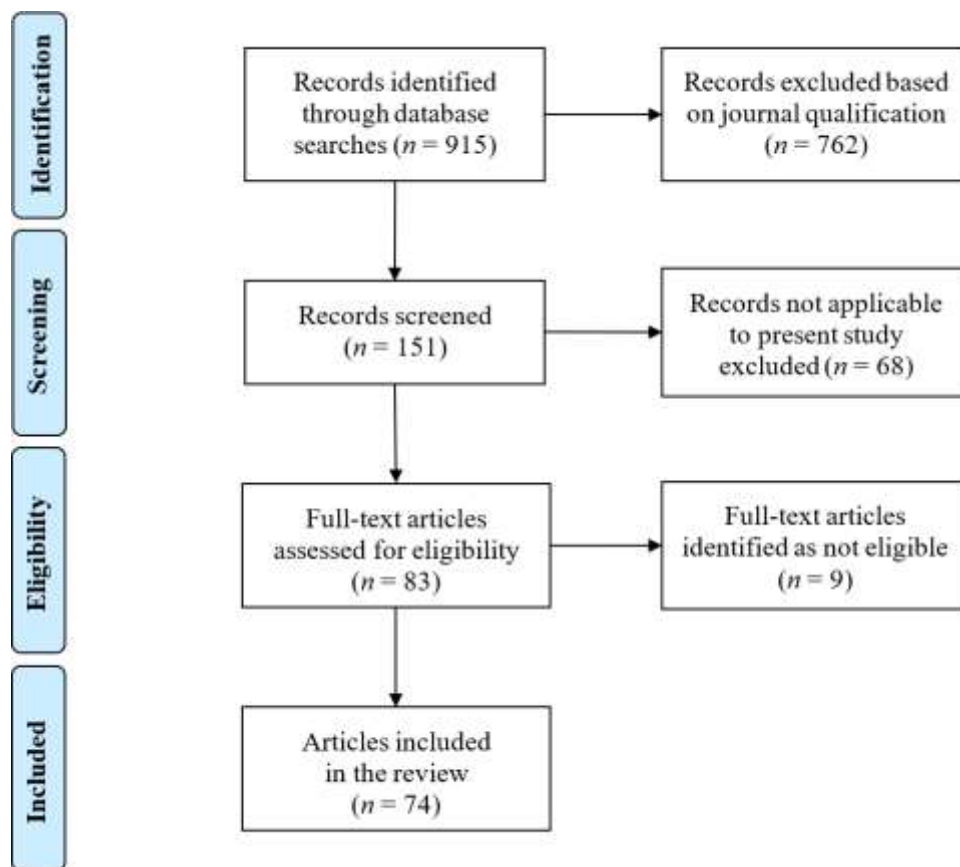 Identification
Records identified
through database
searches (n = 915)
Records excluded based
on journal qualification
(n = 762)
Screening
Records screened
(n = 151)
Records not applicable
to present study
excluded (n = 68)
Eligibility
Full-text articles
assessed for eligibility
(n = 83)
Full-text articles
identified as not eligible
(n = 9)
Included
Articles included
in the review
(n = 74)